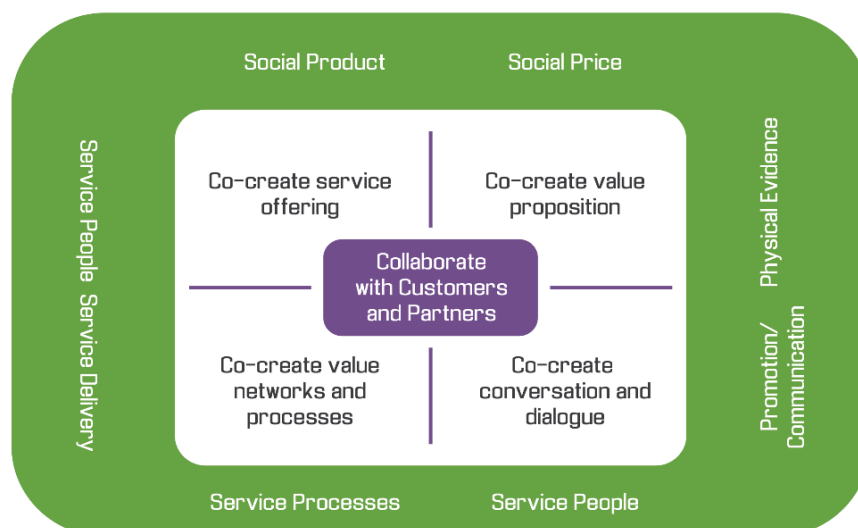 Social Product
Social Price
Service People
Service Delivery
Co-create service
offering
Co-create value
proposition
Collaborate
with Customers
and Partners
Co-create value
networks and
processes
Co-create
conversation and
dialogue
Physical Evidence
Promotion/
Communication
Service Processes
Service People